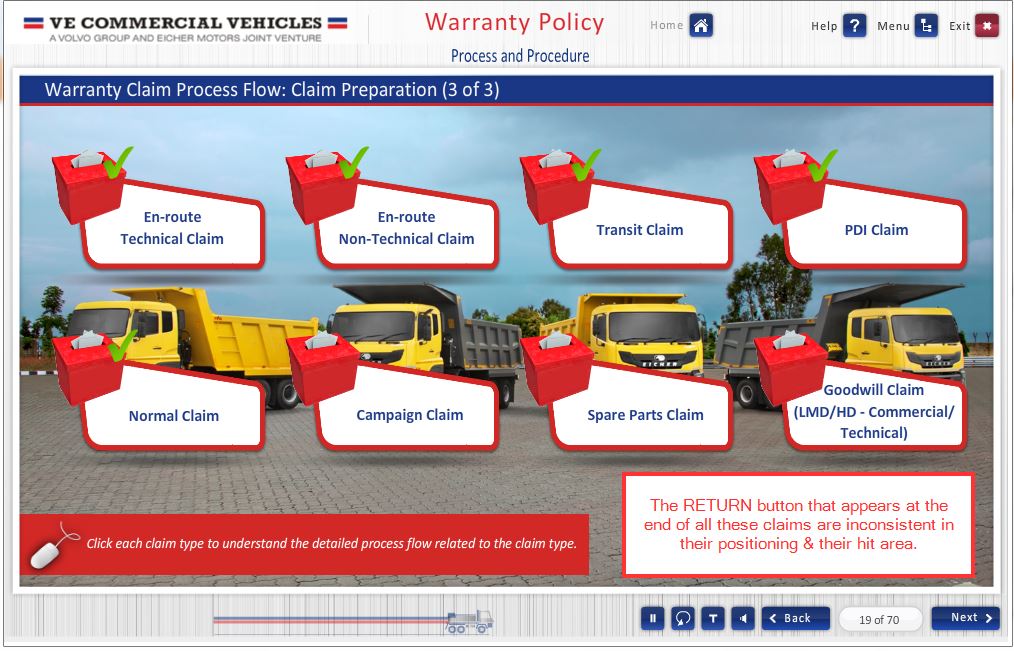 VE COMMERCIAL VEHICLES
A VOLVO GROUP AND EICHER MOTORS JOINT VENTURE
Warranty Policy
Process and Procedure
Home
Help
?
Menu
Exit
Warranty Claim Process Flow: Claim Preparation (3 of 3)
En-route
Technical Claim
En-route
Non-Technical Claim
Transit Claim
PDI Claim
EICHER
EICHER
Normal Claim
Campaign Claim
Spare Parts Claim
Goodwill Claim
(LMD/HD - Commercial/
Technical)
The RETURN button that appears at the
end of all these claims are inconsistent in
their positioning & their hit area.
Click each claim type to understand the detailed process flow related to the claim type.
T
Back
19 of 70
Next